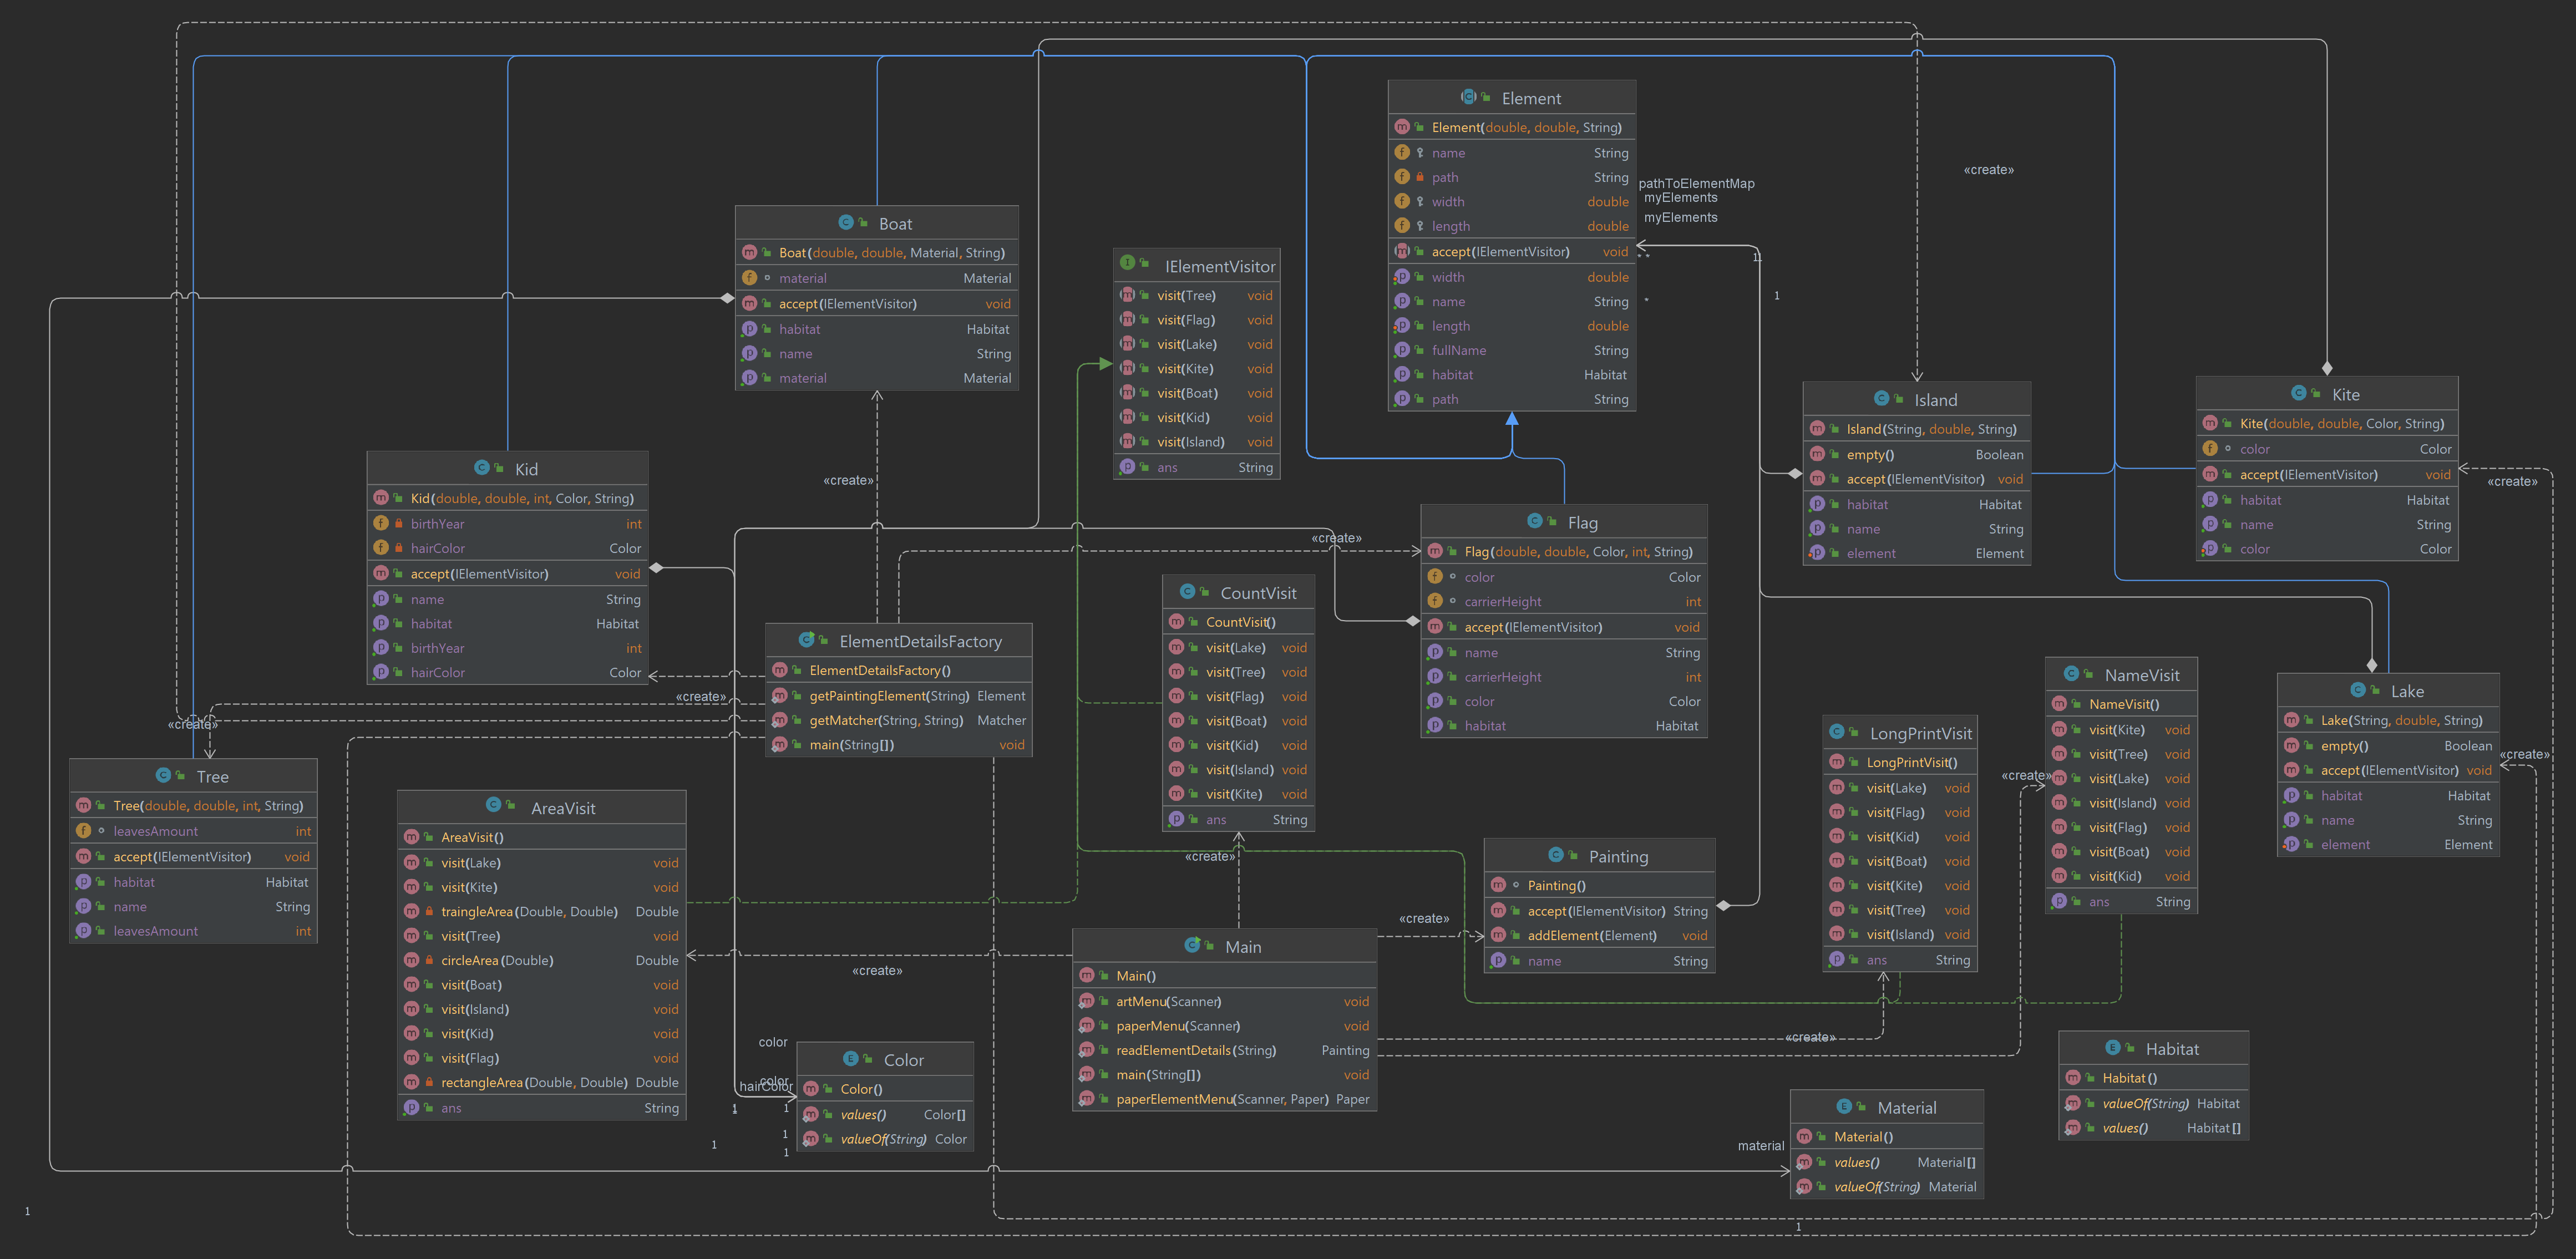 Element
Element(double, double, String)
name String
path String
width double
length double
accept(IElementVisitor) void
width double
name String
length double
fullName String
habitat Habitat
path String
pathToElementMap
myElements
myElements
* *
*
1
1
«create»
Boat
Boat(double, double, Material, String)
material Material
accept(IElementVisitor) void
habitat Habitat
name String
material Material
IElementVisitor
visit(Tree) void
visit(Flag) void
visit(Lake) void
visit(Kite) void
visit(Boat) void
visit(Kid) void
visit(Island) void
ans String
Island
Island(String, double, String)
empty() Boolean
accept(IElementVisitor) void
habitat Habitat
name String
element Element
Kite
Kite(double, double, Color, String)
color Color
accept(IElementVisitor) void
habitat Habitat
name String
color Color
«create»
Kid
Kid(double, double, int, Color, String)
birthYear int
hairColor Color
accept(IElementVisitor) void
name String
habitat Habitat
birthYear int
hairColor Color
«create»
«create»
Flag
Flag(double, double, Color, int, String)
color Color
carrierHeight int
accept(IElementVisitor) void
name String
carrierHeight int
color Color
habitat Habitat
CountVisit
CountVisit()
visit(Lake) void
visit(Tree) void
visit(Flag) void
visit(Boat) void
visit(Kid) void
visit(Island) void
visit(Kite) void
ans String
«create»
ElementDetailsFactory
ElementDetailsFactory()
getPaintingElement(String) Element
getMatcher(String, String) Matcher
main(String[]) void
«create»
«create»
Tree
Tree(double, double, int, String)
leavesAmount int
accept(IElementVisitor) void
habitat Habitat
name String
leavesAmount int
AreaVisit
AreaVisit()
visit(Lake) void
visit(Kite) void
traingleArea(Double, Double) Double
visit(Tree) void
circleArea(Double) Double
visit(Boat) void
visit(Island) void
visit(Kid) void
visit(Flag) void
rectangleArea(Double, Double) Double
ans String
«create»
Main
Main()
artMenu(Scanner) void
paperMenu(Scanner) void
readElementDetails(String) Painting
main(String[]) void
paperElementMenu(Scanner, Paper) Paper
«create»
Painting
Painting()
accept(IElementVisitor) String
addElement(Element) void
name String
LongPrintVisit
LongPrintVisit()
visit(Lake) void
visit(Flag) void
visit(Kid) void
visit(Boat) void
visit(Kite) void
visit(Tree) void
visit(Island) void
ans String
«create»
«create»
NameVisit
NameVisit()
visit(Kite) void
visit(Tree) void
visit(Lake) void
visit(Island) void
visit(Flag) void
visit(Boat) void
visit(Kid) void
ans String
Lake
Lake(String, double, String)
empty() Boolean
accept(IElementVisitor) void
habitat Habitat
name String
element Element
«create»
color
color
hairColor
Color
Color()
values() Color[]
valueOf(String) Color
1
1
1
1
1
Habitat
Habitat()
valueOf(String) Habitat
values() Habitat[]
material
Material
Material()
values() Material[]
valueOf(String) Material
1
1